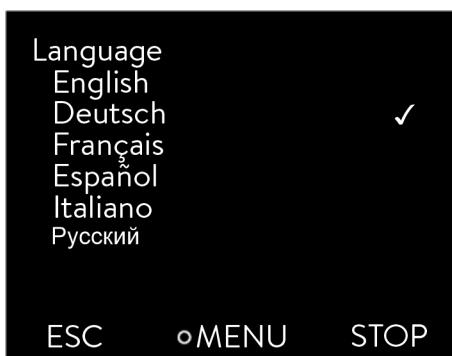 Language
English
Deutsch ✓
Français
Español
Italiano
Русский
ESC MENU STOP